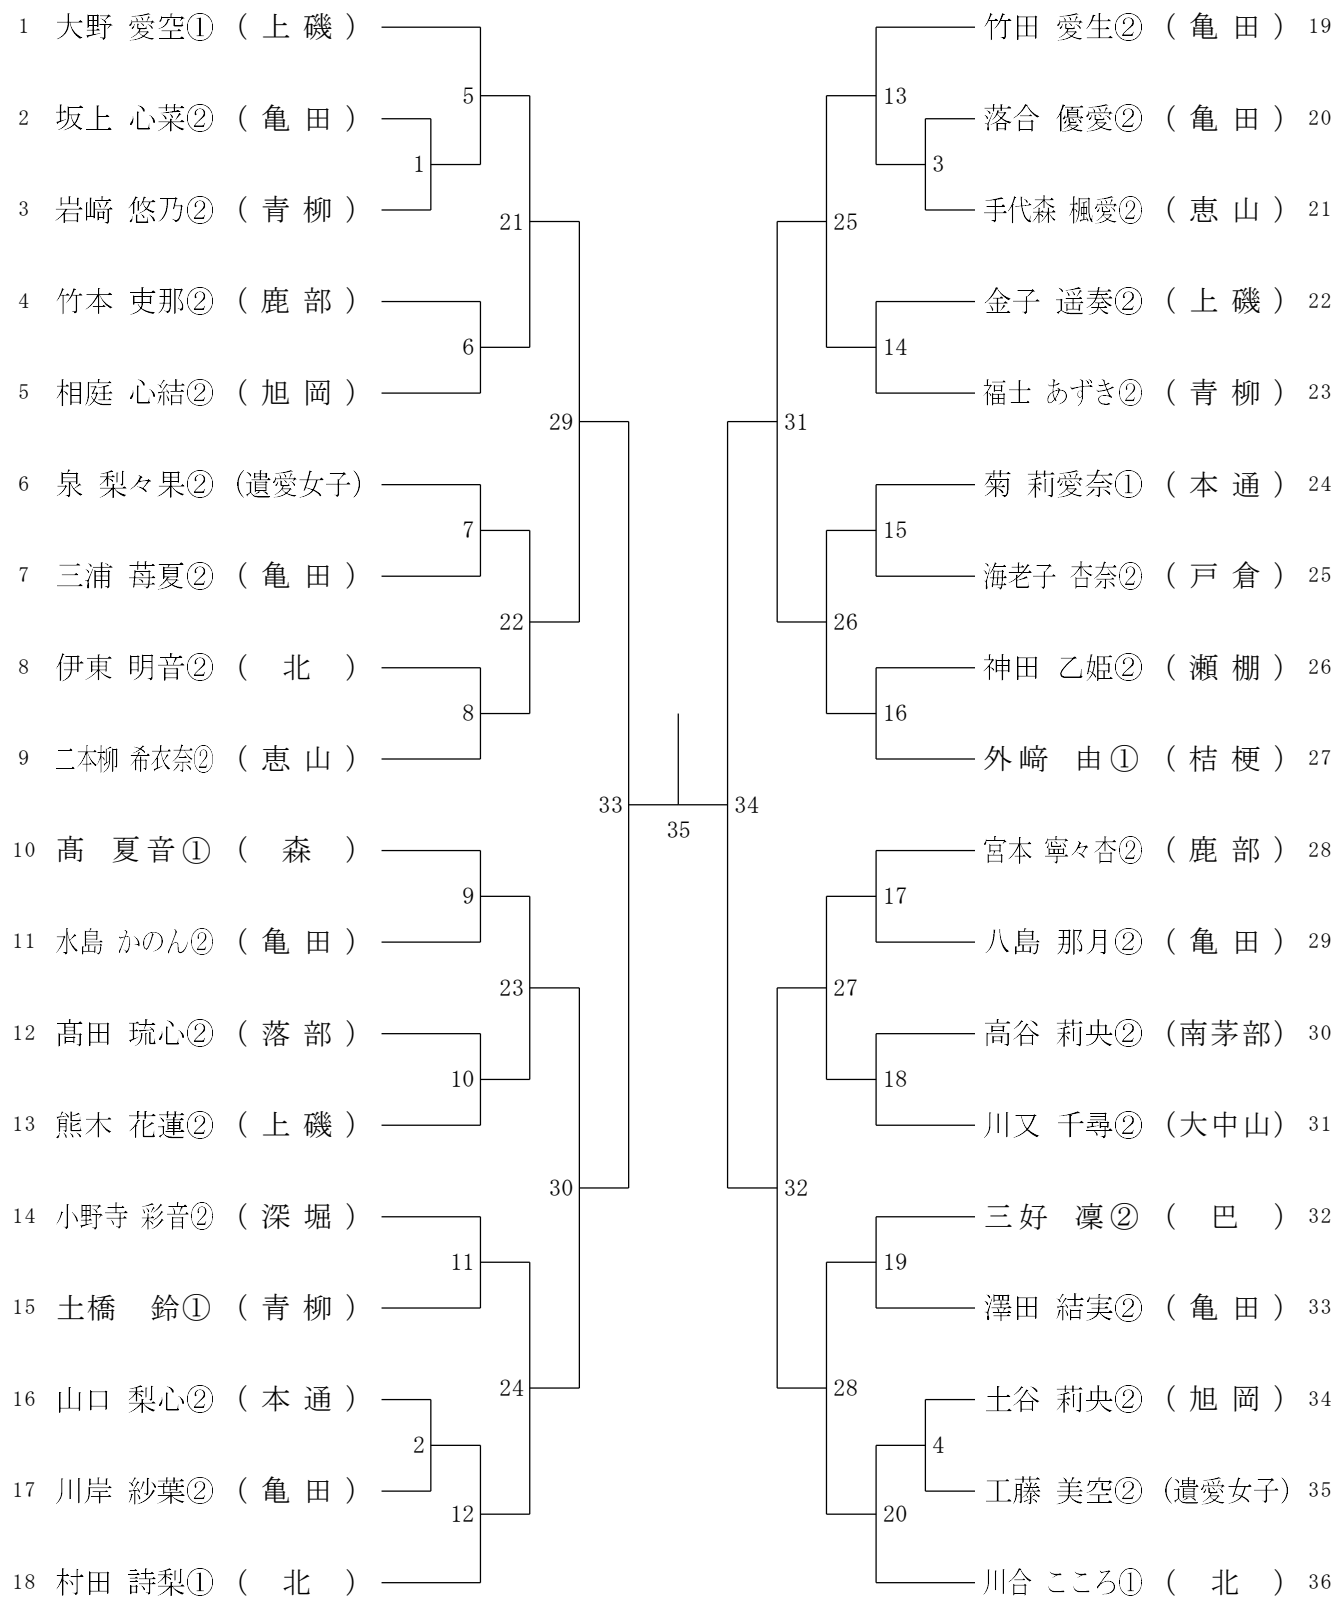 1 大野 愛空① ( 上 磯 )
2 坂上 心菜② ( 亀 田 )
3 岩﨑 悠乃② ( 青 柳 )
4 竹本 吏那② ( 鹿 部 )
5 相庭 心結② ( 旭 岡 )
6 泉 梨々果② (遺愛女子)
7 三浦 苺夏② ( 亀 田 )
8 伊東 明音② ( 北 )
9 二本柳 希衣奈② ( 恵 山 )
10 髙 夏音① ( 森 )
11 水島 かのん② ( 亀 田 )
12 髙田 琉心② ( 落 部 )
13 熊木 花蓮② ( 上 磯 )
14 小野寺 彩音② ( 深 堀 )
15 土橋 鈴① ( 青 柳 )
16 山口 梨心② ( 本 通 )
17 川岸 紗葉② ( 亀 田 )
18 村田 詩梨① ( 北 )
1
2
5
6
7
8
9
10
11
12
21
22
23
24
29
30
33
35
34
31
32
25
26
27
28
13
14
15
16
17
18
19
20
3
4
竹田 愛生② ( 亀 田 ) 19
落合 優愛② ( 亀 田 ) 20
手代森 楓愛② ( 恵 山 ) 21
金子 遥奏② ( 上 磯 ) 22
福士 あずき② ( 青 柳 ) 23
菊 莉愛奈① ( 本 通 ) 24
海老子 杏奈② ( 戸 倉 ) 25
神田 乙姫② ( 瀬 棚 ) 26
外﨑 由① ( 桔 梗 ) 27
宮本 寧々杏② ( 鹿 部 ) 28
八島 那月② ( 亀 田 ) 29
高谷 莉央② (南茅部) 30
川又 千尋② (大中山) 31
三好 凜② ( 巴 ) 32
澤田 結実② ( 亀 田 ) 33
土谷 莉央② ( 旭 岡 ) 34
工藤 美空② (遺愛女子) 35
川合 こころ① ( 北 ) 36